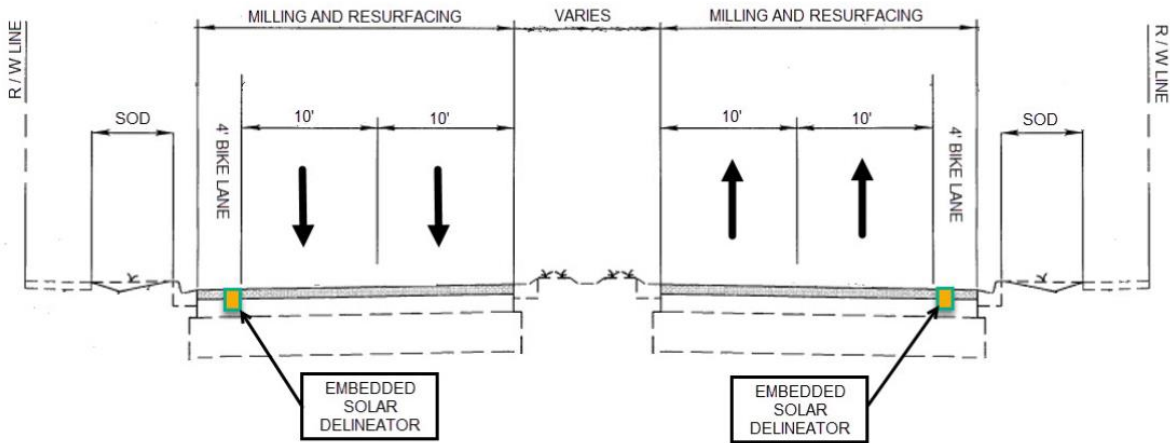 MILLING AND RESURFACING
VARIES
MILLING AND RESURFACING
R / W LINE
R / W LINE
SOD
10'
10'
10'
10'
SOD
4' BIKE LANE
4' BIKE LANE
EMBEDDED
SOLAR
DELINEATOR
EMBEDDED
SOLAR
DELINEATOR